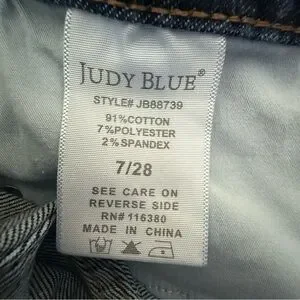 JUDY BLUE®
STYLE# JB88739
91%COTTON
7%POLYESTER
2%SPANDEX
7/28
SEE CARE ON
REVERSE SIDE
RN# 116380
MADE IN CHINA